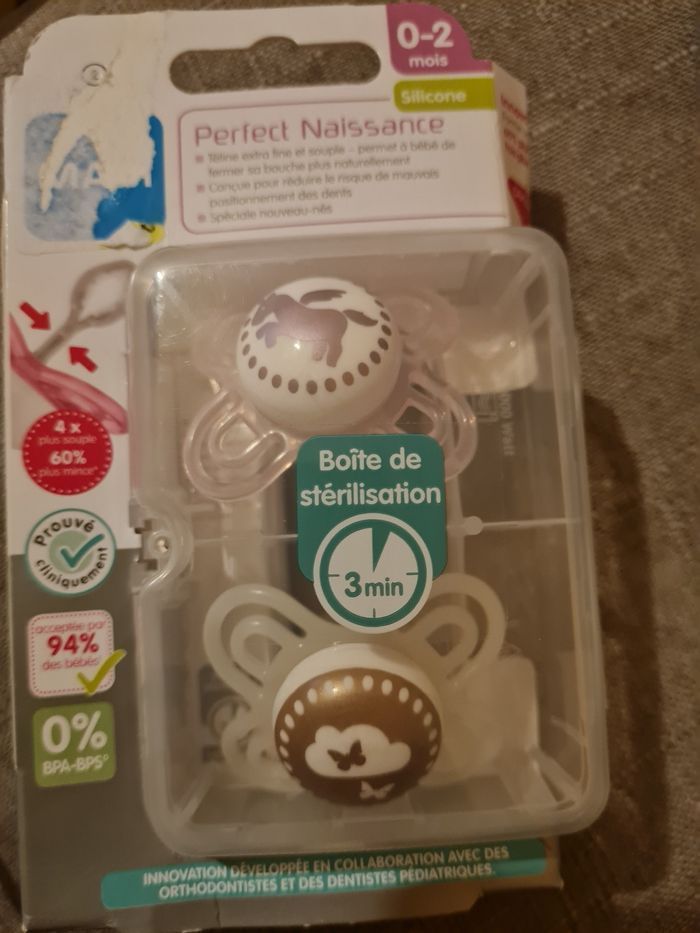 0-2
mois
Silicone
MAM
Perfect Naissance
Tétine extra fine et souple - permet à bébé de
fermer sa bouche plus naturellement
Conçue pour réduire le risque de mauvais
positionnement des dents
Spéciale nouveau-nés
4 x
plus souple
60%
plus mince*
Boîte de
stérilisation
3 min
Prouvé
cliniquement
acceptée par
94%
des bébés
0%
BPA-BPS
INNOVATION DÉVELOPPÉE EN COLLABORATION AVEC DES
ORTHODONTISTES ET DES DENTISTES PÉDIATRIQUES.